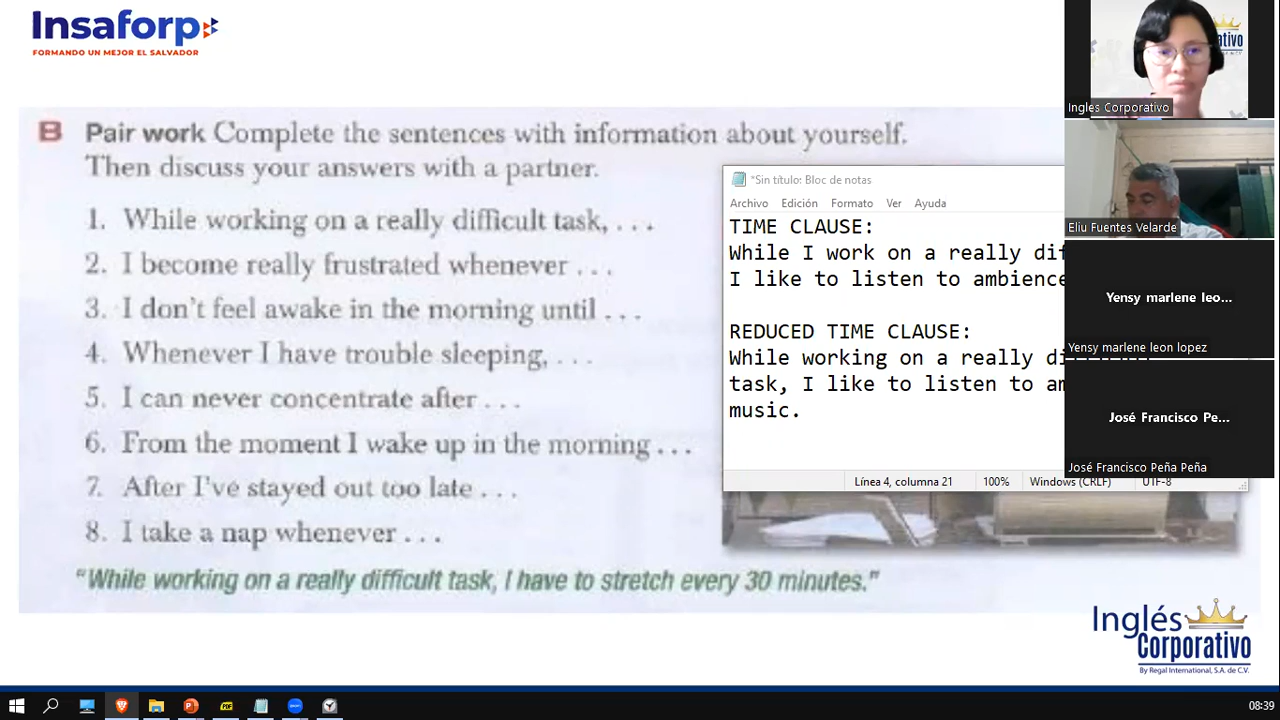 Insaforp
FORMANDO UN MEJOR EL SALVADOR
B Pair work Complete the sentences with information about yourself.
Then discuss your answers with a partner.
1. While working on a really difficult task, . . .
2. I become really frustrated whenever . . .
3. I don't feel awake in the morning until . . .
4. Whenever I have trouble sleeping, . . .
5. I can never concentrate after . . .
6. From the moment I wake up in the morning . . .
7. After I've stayed out too late . . .
8. I take a nap whenever . . .
"While working on a really difficult task, I have to stretch every 30 minutes."
*Sin título: Bloc de notas
Archivo Edición Formato Ver Ayuda
TIME CLAUSE:
While I work on a really
I like to listen to ambience
REDUCED TIME CLAUSE:
While working on a really
task, I like to listen to
music.
Línea 4, columna 21 100% Windows (CRLF) UTF-8
Inglés Corporativo
Eliu Fuentes Velarde
Yensy marlene leo...
Yensy marlene leon lopez
José Francisco Pe...
José Francisco Peña Peña
Inglés
Corporativo
By Regal International, S.A. de C.V.
08:39